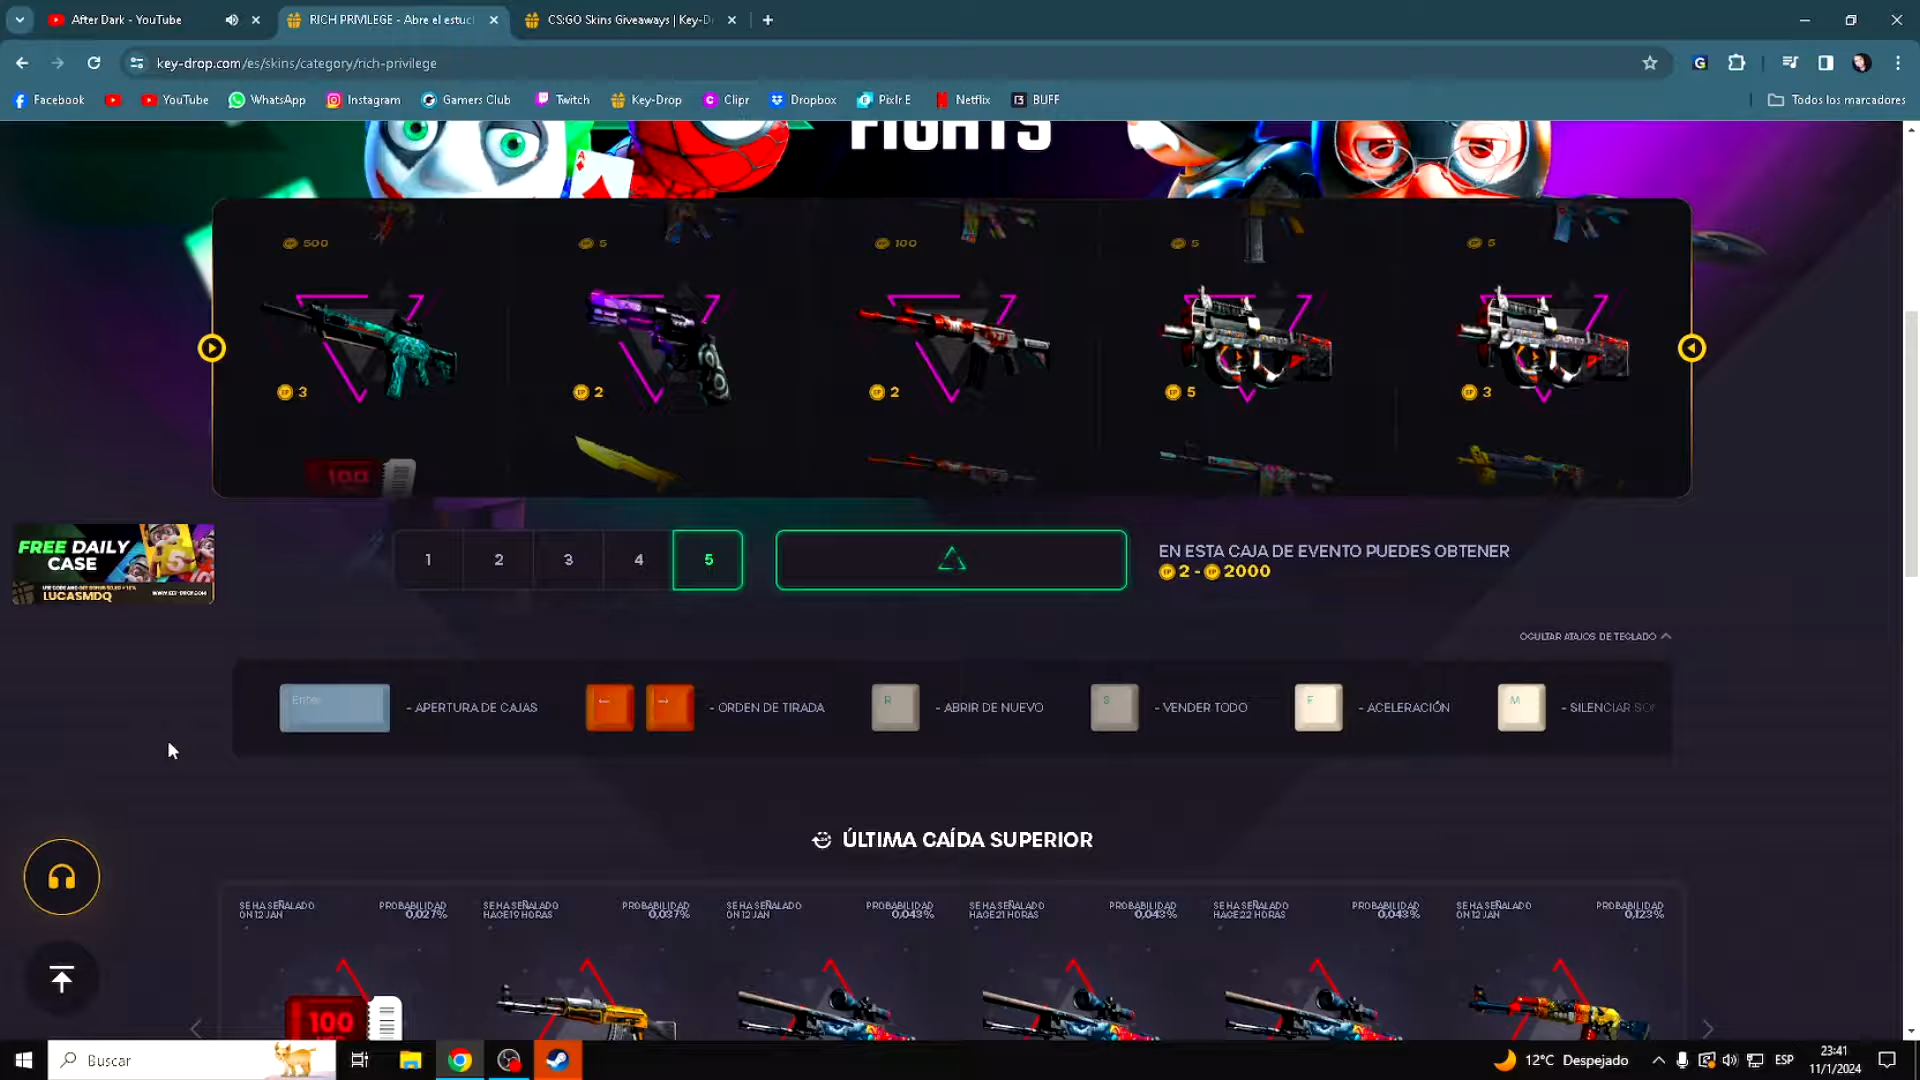 After Dark - YouTube
RICH PRIVILEGE - Abre el estuc
CS:GO Skins Giveaways | Key-D
key-drop.com/es/skins/category/rich-privilege
G
Facebook
YouTube
WhatsApp
Instagram
Gamers Club
Twitch
Key-Drop
Clipr
Dropbox
Pixlr E
Netflix
BUFF
Todos los marcadores
FIGHTS
500
5
100
5
5
3
2
2
5
3
100
FREE DAILY
CASE
LUCASMDQ
WWW.KEY-DROP.COM
1
2
3
4
5
EN ESTA CAJA DE EVENTO PUEDES OBTENER
2 - 2000
OCULTAR ATAJOS DE TECLADO
Enter
- APERTURA DE CAJAS
- ORDEN DE TIRADA
R
- ABRIR DE NUEVO
S
- VENDER TODO
F
- ACELERACIÓN
M
- SILENCIAR SO
ÚLTIMA CAÍDA SUPERIOR
SE HA SEÑALADO
ON 12 JAN
PROBABILIDAD
0,027%
SE HA SEÑALADO
HACE 19 HORAS
PROBABILIDAD
0,037%
SE HA SEÑALADO
ON 12 JAN
PROBABILIDAD
0,043%
SE HA SEÑALADO
HACE 21 HORAS
PROBABILIDAD
0,043%
SE HA SEÑALADO
HACE 22 HORAS
PROBABILIDAD
0,043%
SE HA SEÑALADO
ON 12 JAN
PROBABILIDAD
0,123%
100
Buscar
12°C Despejado
ESP
23:41
11/1/2024